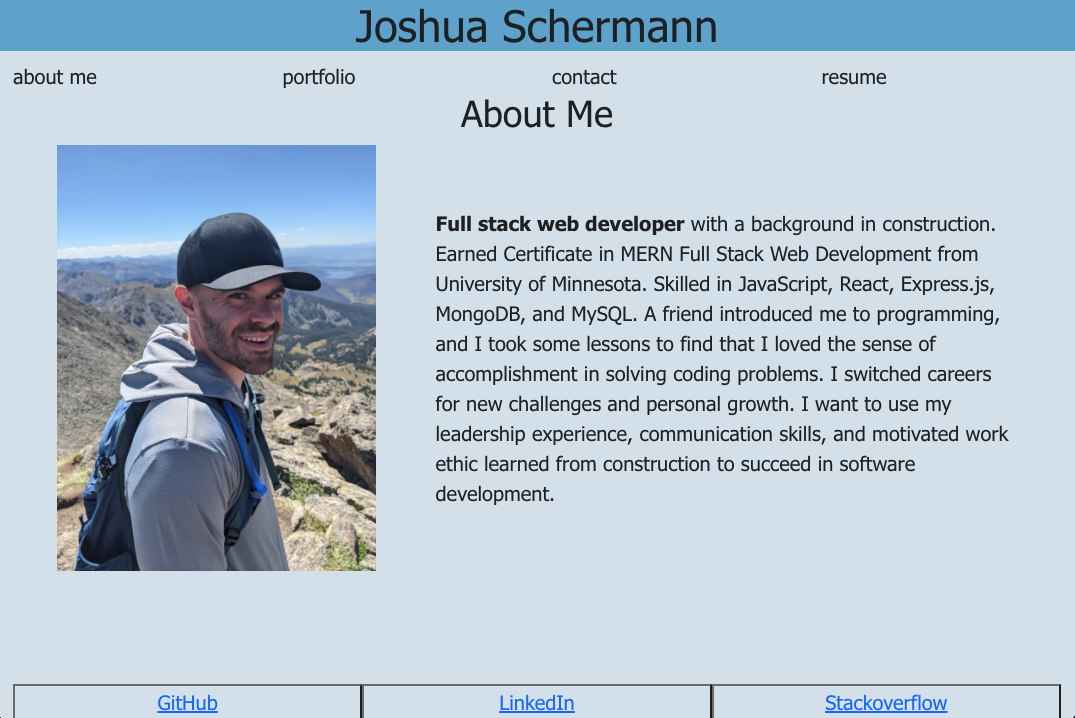 Joshua Schermann
about me portfolio contact resume
About Me
Full stack web developer with a background in construction.
Earned Certificate in MERN Full Stack Web Development from
University of Minnesota. Skilled in JavaScript, React, Express.js,
MongoDB, and MySQL. A friend introduced me to programming,
and I took some lessons to find that I loved the sense of
accomplishment in solving coding problems. I switched careers
for new challenges and personal growth. I want to use my
leadership experience, communication skills, and motivated work
ethic learned from construction to succeed in software
development.
GitHub LinkedIn Stackoverflow